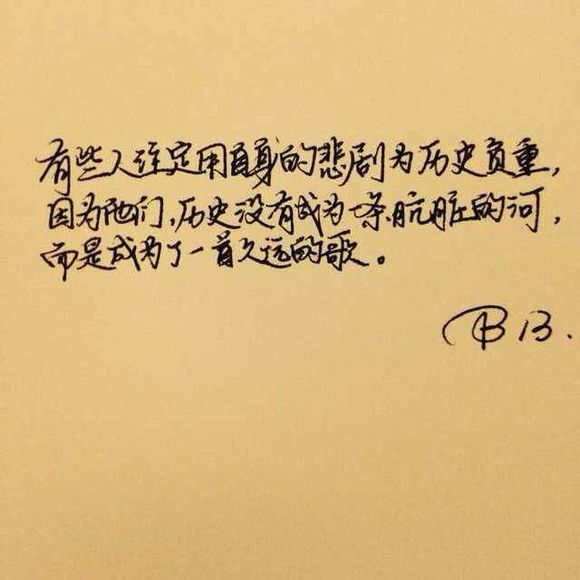 有些人注定用自身的悲剧为历史负重，
因为他们，历史没有成为一条肮脏的河，
而是成为了一首久远的歌。
B 13.